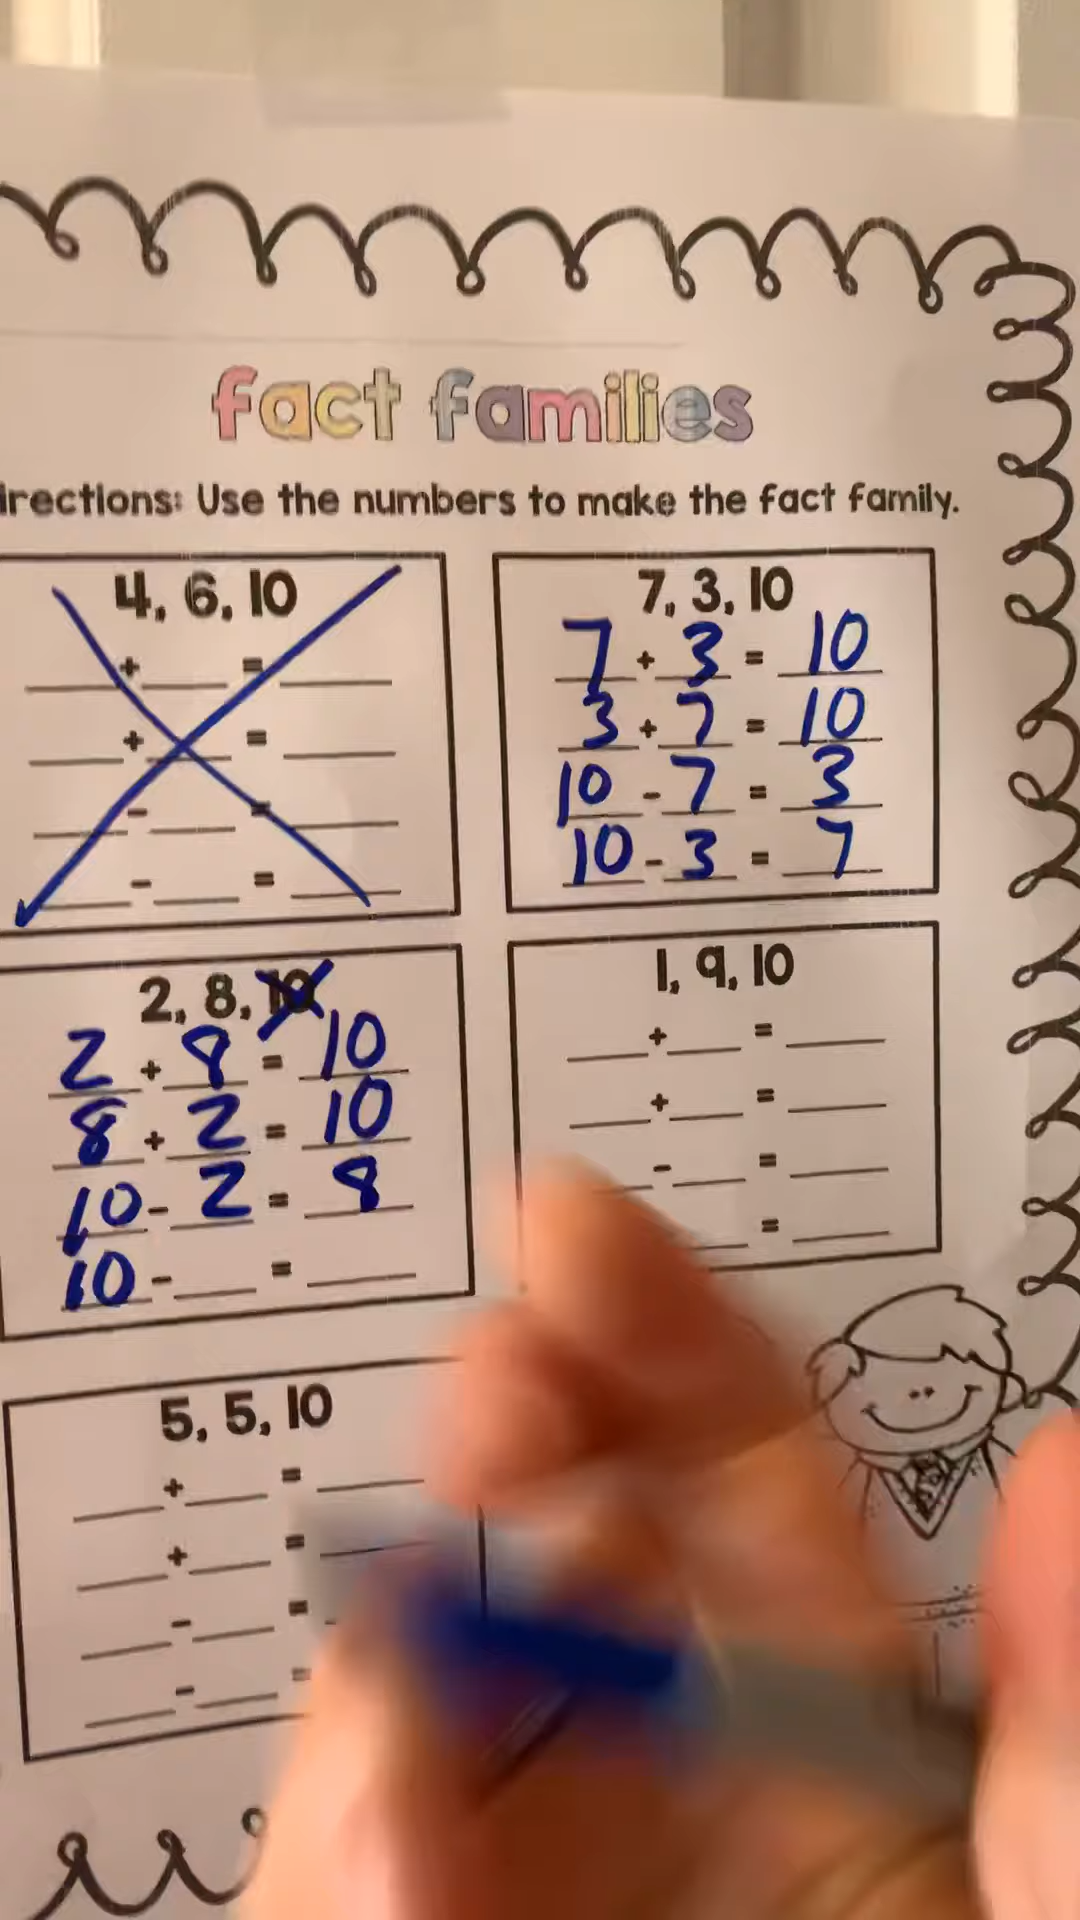 fact families
irections: Use the numbers to make the fact family.
4, 6, 10
+ =
+ =
- =
- =
7, 3, 10
7 + 3 = 10
3 + 7 = 10
10 - 7 = 3
10 - 3 = 7
2, 8, 10
2 + 8 = 10
8 + 2 = 10
10 - 2 = 8
10 - =
1, 9, 10
+ =
+ =
- =
=
5, 5, 10
+ =
+ =
- =
- =